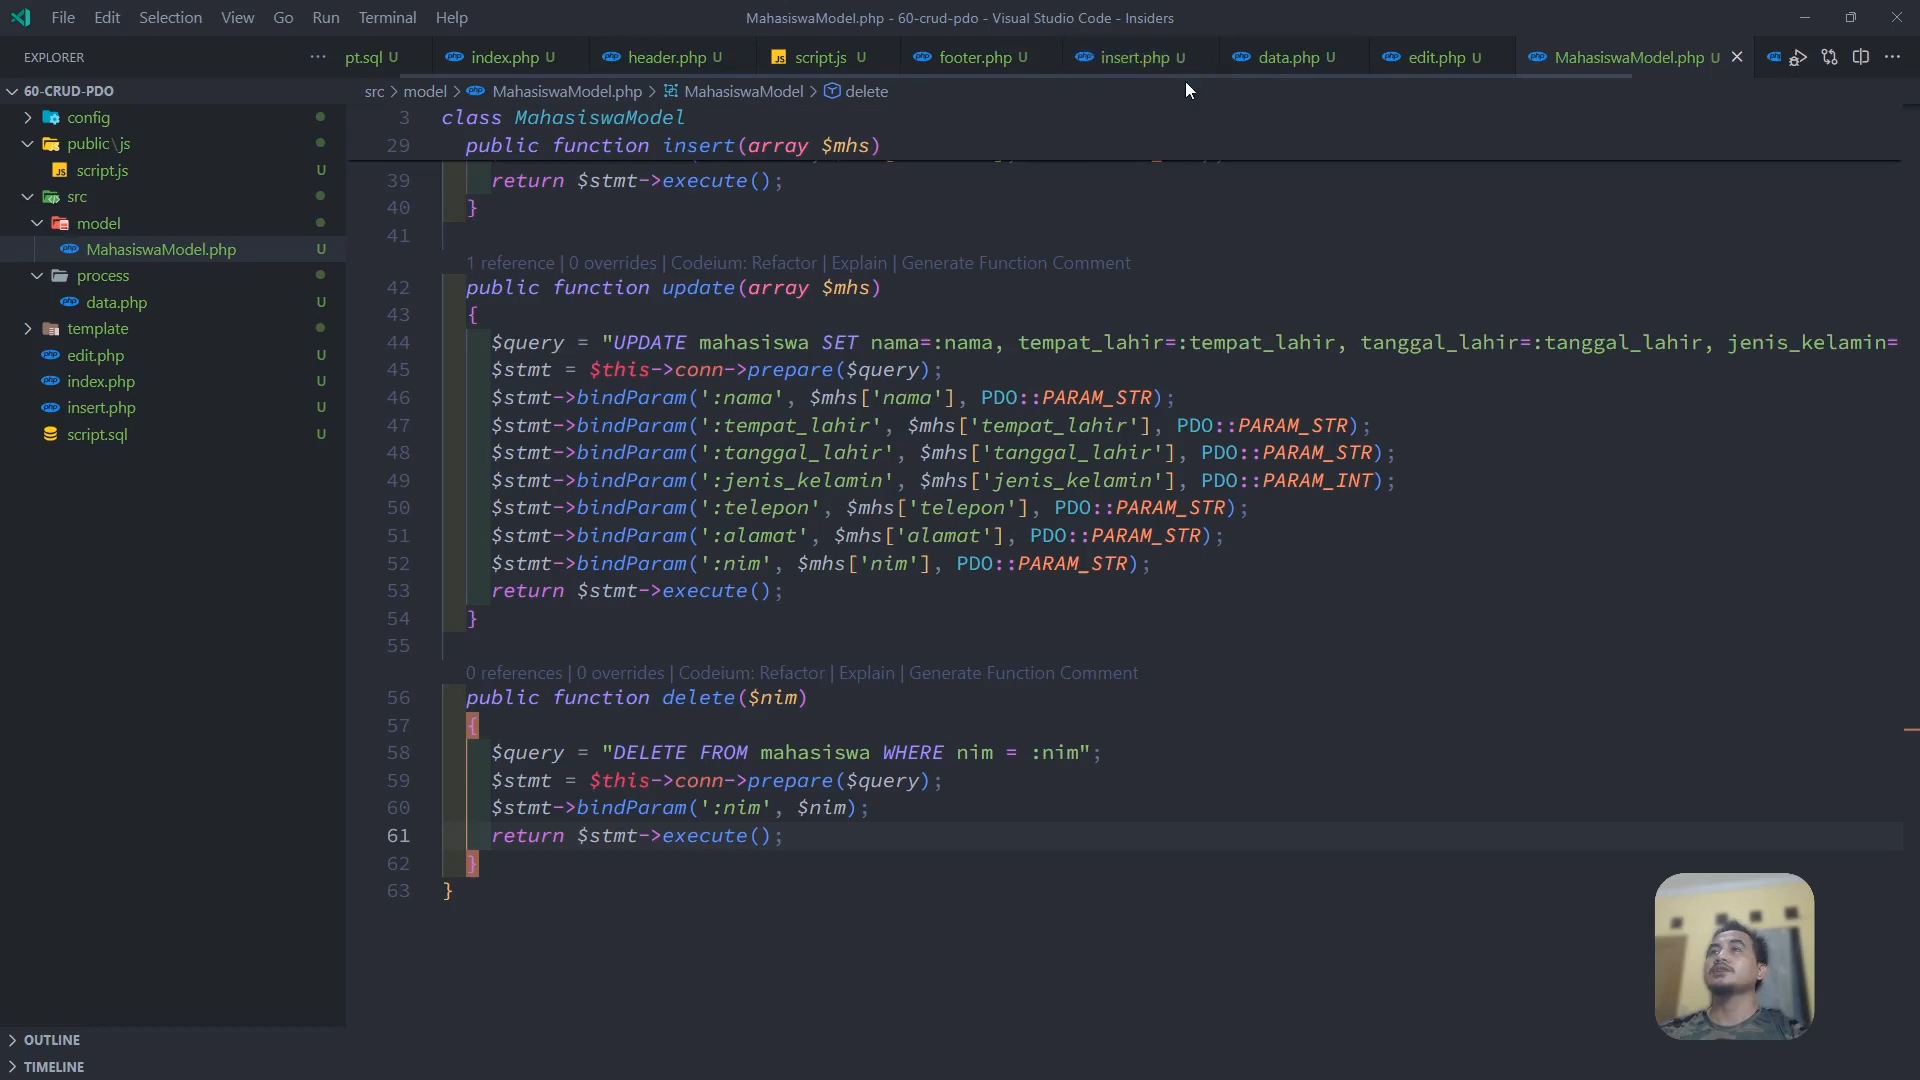 File Edit Selection View Go Run Terminal Help
MahasiswaModel.php - 60-crud-pdo - Visual Studio Code - Insiders
EXPLORER
pt.sql U
index.php U
header.php U
JS script.js U
footer.php U
insert.php U
data.php U
edit.php U
MahasiswaModel.php U
60-CRUD-PDO
config
public\js
JS script.js U
src
model
php MahasiswaModel.php U
process
php data.php U
template
php edit.php U
php index.php U
php insert.php U
script.sql U
OUTLINE
TIMELINE
src > model > MahasiswaModel.php > MahasiswaModel > delete
3 class MahasiswaModel
29 public function insert(array $mhs)
39 return $stmt->execute();
40 }
41
1 reference | 0 overrides | Codeium: Refactor | Explain | Generate Function Comment
42 public function update(array $mhs)
43 {
44 $query = "UPDATE mahasiswa SET nama=:nama, tempat_lahir=:tempat_lahir, tanggal_lahir=:tanggal_lahir, jenis_kelamin=
45 $stmt = $this->conn->prepare($query);
46 $stmt->bindParam(':nama', $mhs['nama'], PDO::PARAM_STR);
47 $stmt->bindParam(':tempat_lahir', $mhs['tempat_lahir'], PDO::PARAM_STR);
48 $stmt->bindParam(':tanggal_lahir', $mhs['tanggal_lahir'], PDO::PARAM_STR);
49 $stmt->bindParam(':jenis_kelamin', $mhs['jenis_kelamin'], PDO::PARAM_INT);
50 $stmt->bindParam(':telepon', $mhs['telepon'], PDO::PARAM_STR);
51 $stmt->bindParam(':alamat', $mhs['alamat'], PDO::PARAM_STR);
52 $stmt->bindParam(':nim', $mhs['nim'], PDO::PARAM_STR);
53 return $stmt->execute();
54 }
55
0 references | 0 overrides | Codeium: Refactor | Explain | Generate Function Comment
56 public function delete($nim)
57 {
58 $query = "DELETE FROM mahasiswa WHERE nim = :nim";
59 $stmt = $this->conn->prepare($query);
60 $stmt->bindParam(':nim', $nim);
61 return $stmt->execute();
62 }
63 }